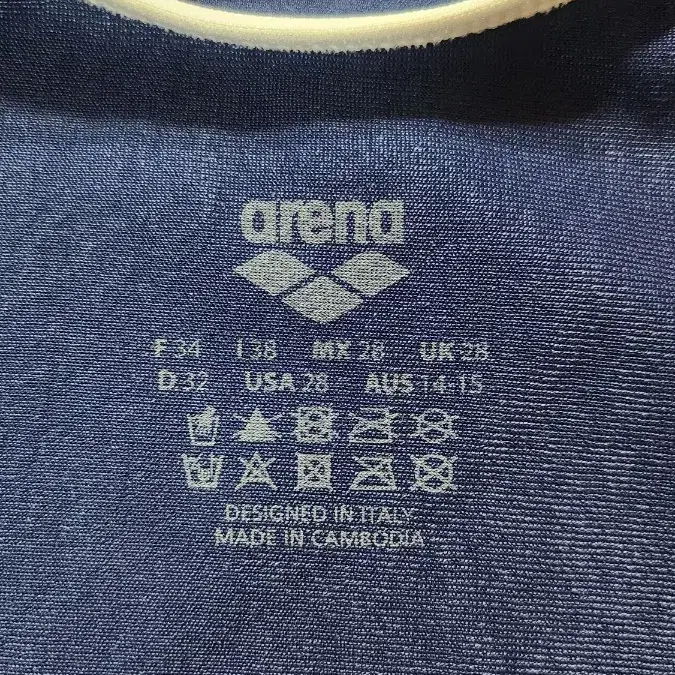 arena
F 34 I 38 MX 28 UK 28
D 32 USA 28 AUS 14-15
DESIGNED IN ITALY
MADE IN CAMBODIA